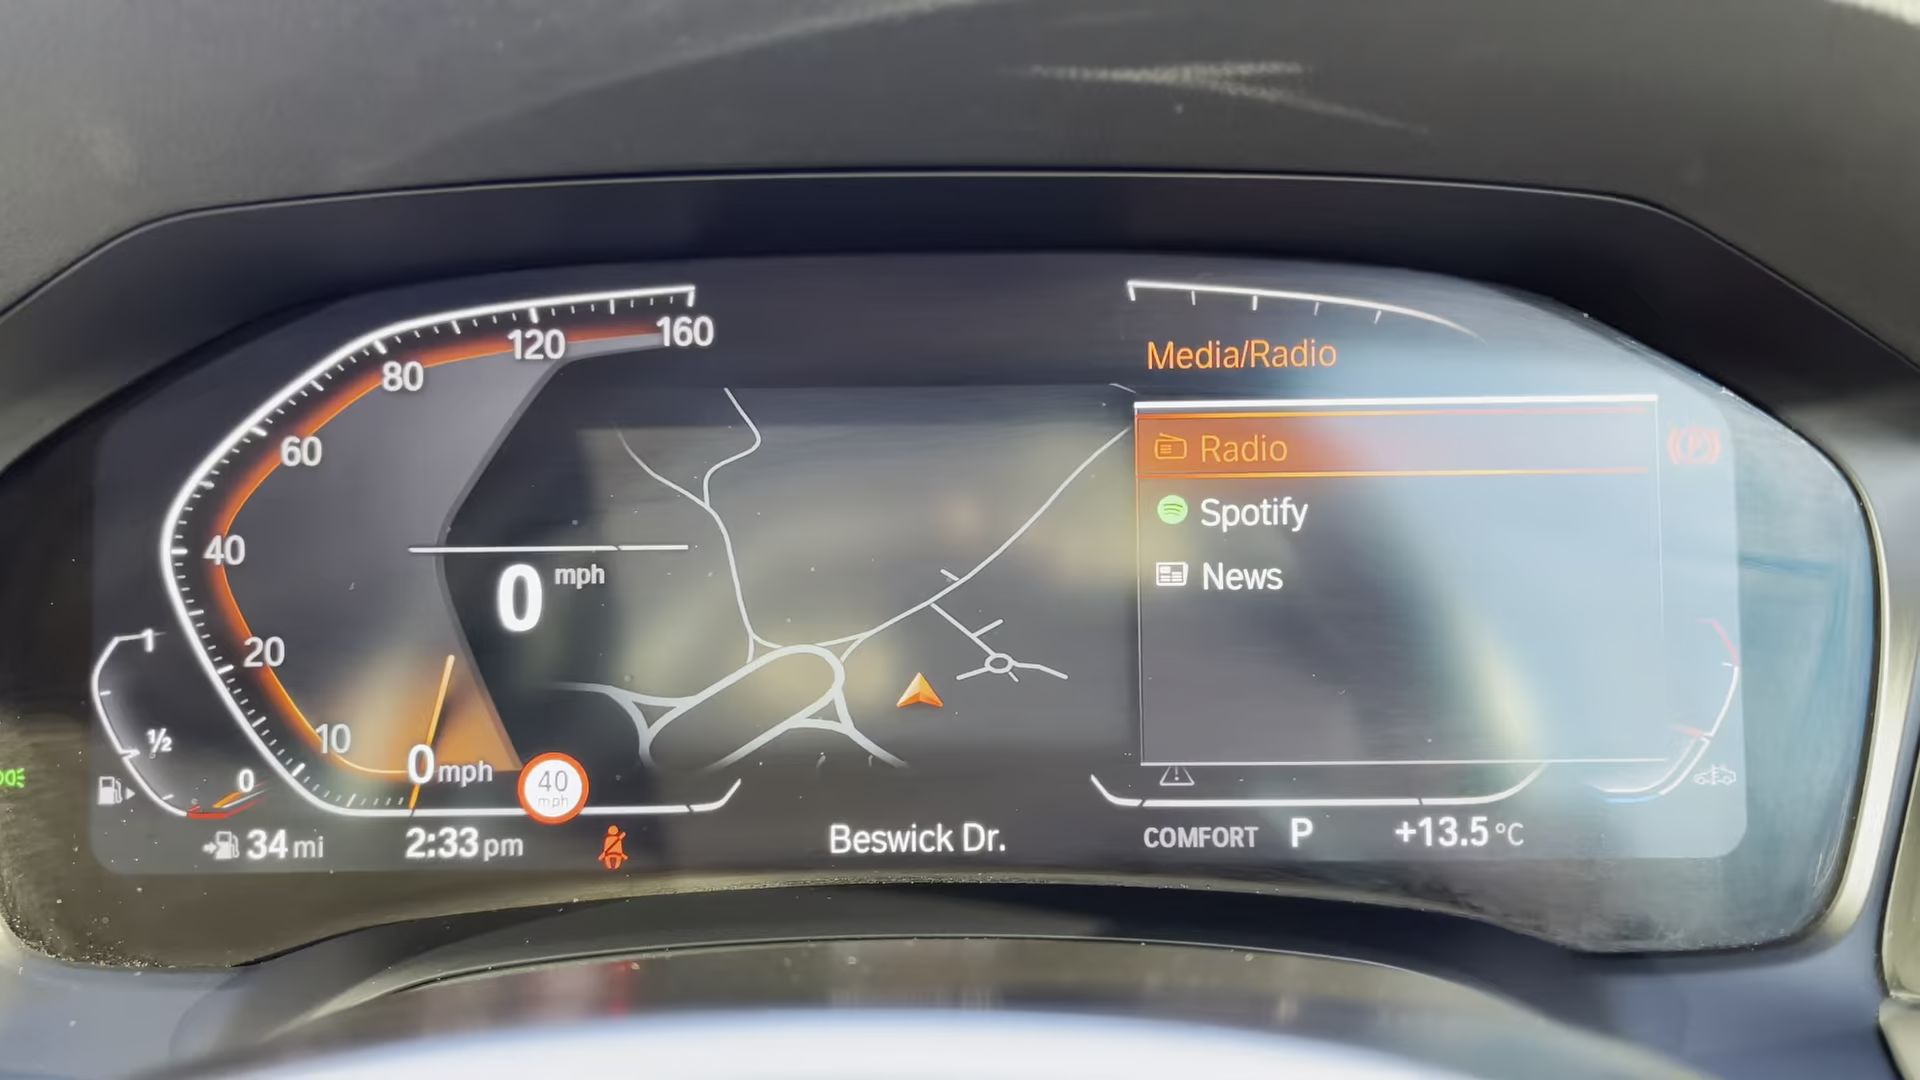 160
120
80
60
40
20
10
0 mph
0 mph
40
mph
1
½
0
34 mi
2:33 pm
Beswick Dr.
Media/Radio
Radio
Spotify
News
(P)
COMFORT P +13.5 °C